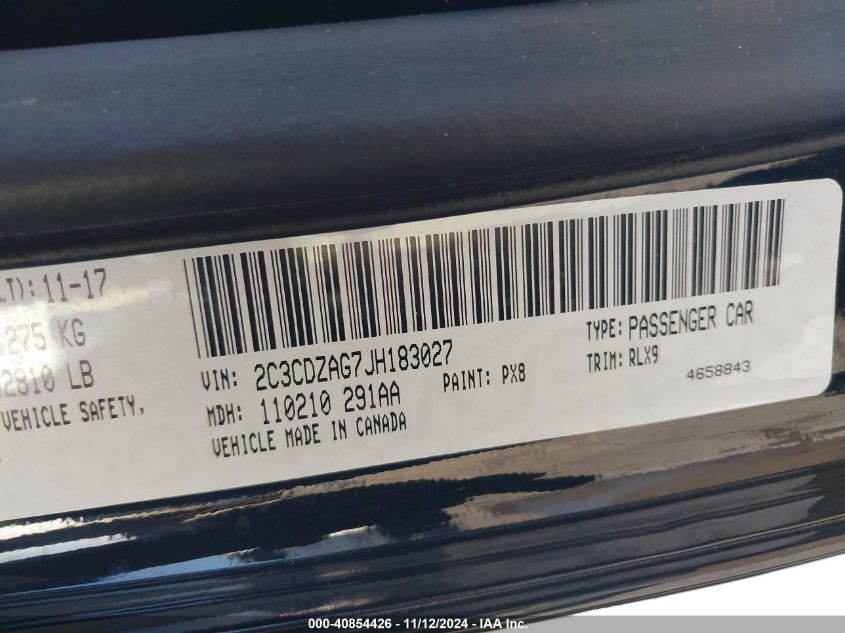 LT): 11-17
1275 KG
2810 LB
VEHICLE SAFETY,
VIN: 2C3CDZAG7JH183027
MDH: 110210 291AA
PAINT: PX8
VEHICLE MADE IN CANADA
TYPE: PASSENGER CAR
TRIM: RLX9
4658843
000-40854426 - 11/12/2024 - IAA Inc.